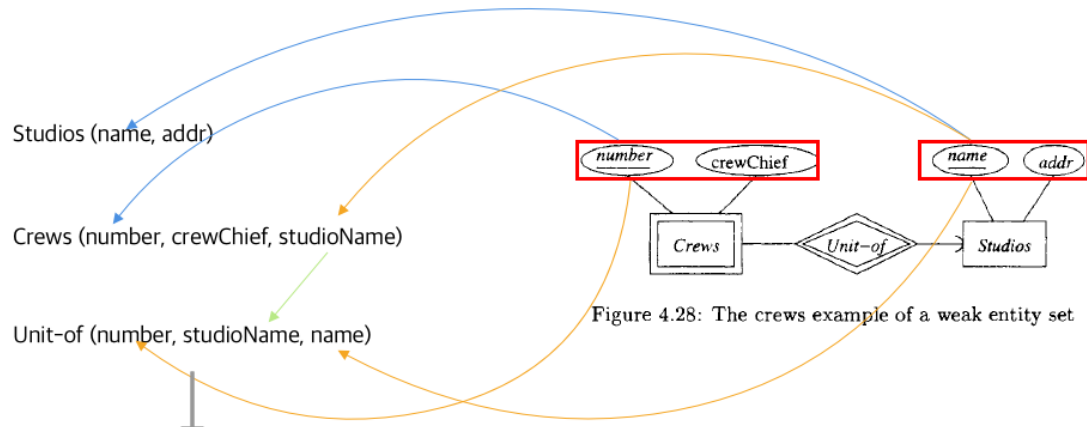 Studios (name, addr)
number
crewChief
name
addr
Crews (number, crewChief, studioName)
Crews
Unit-of
Studios
Figure 4.28: The crews example of a weak entity set
Unit-of (number, studioName, name)